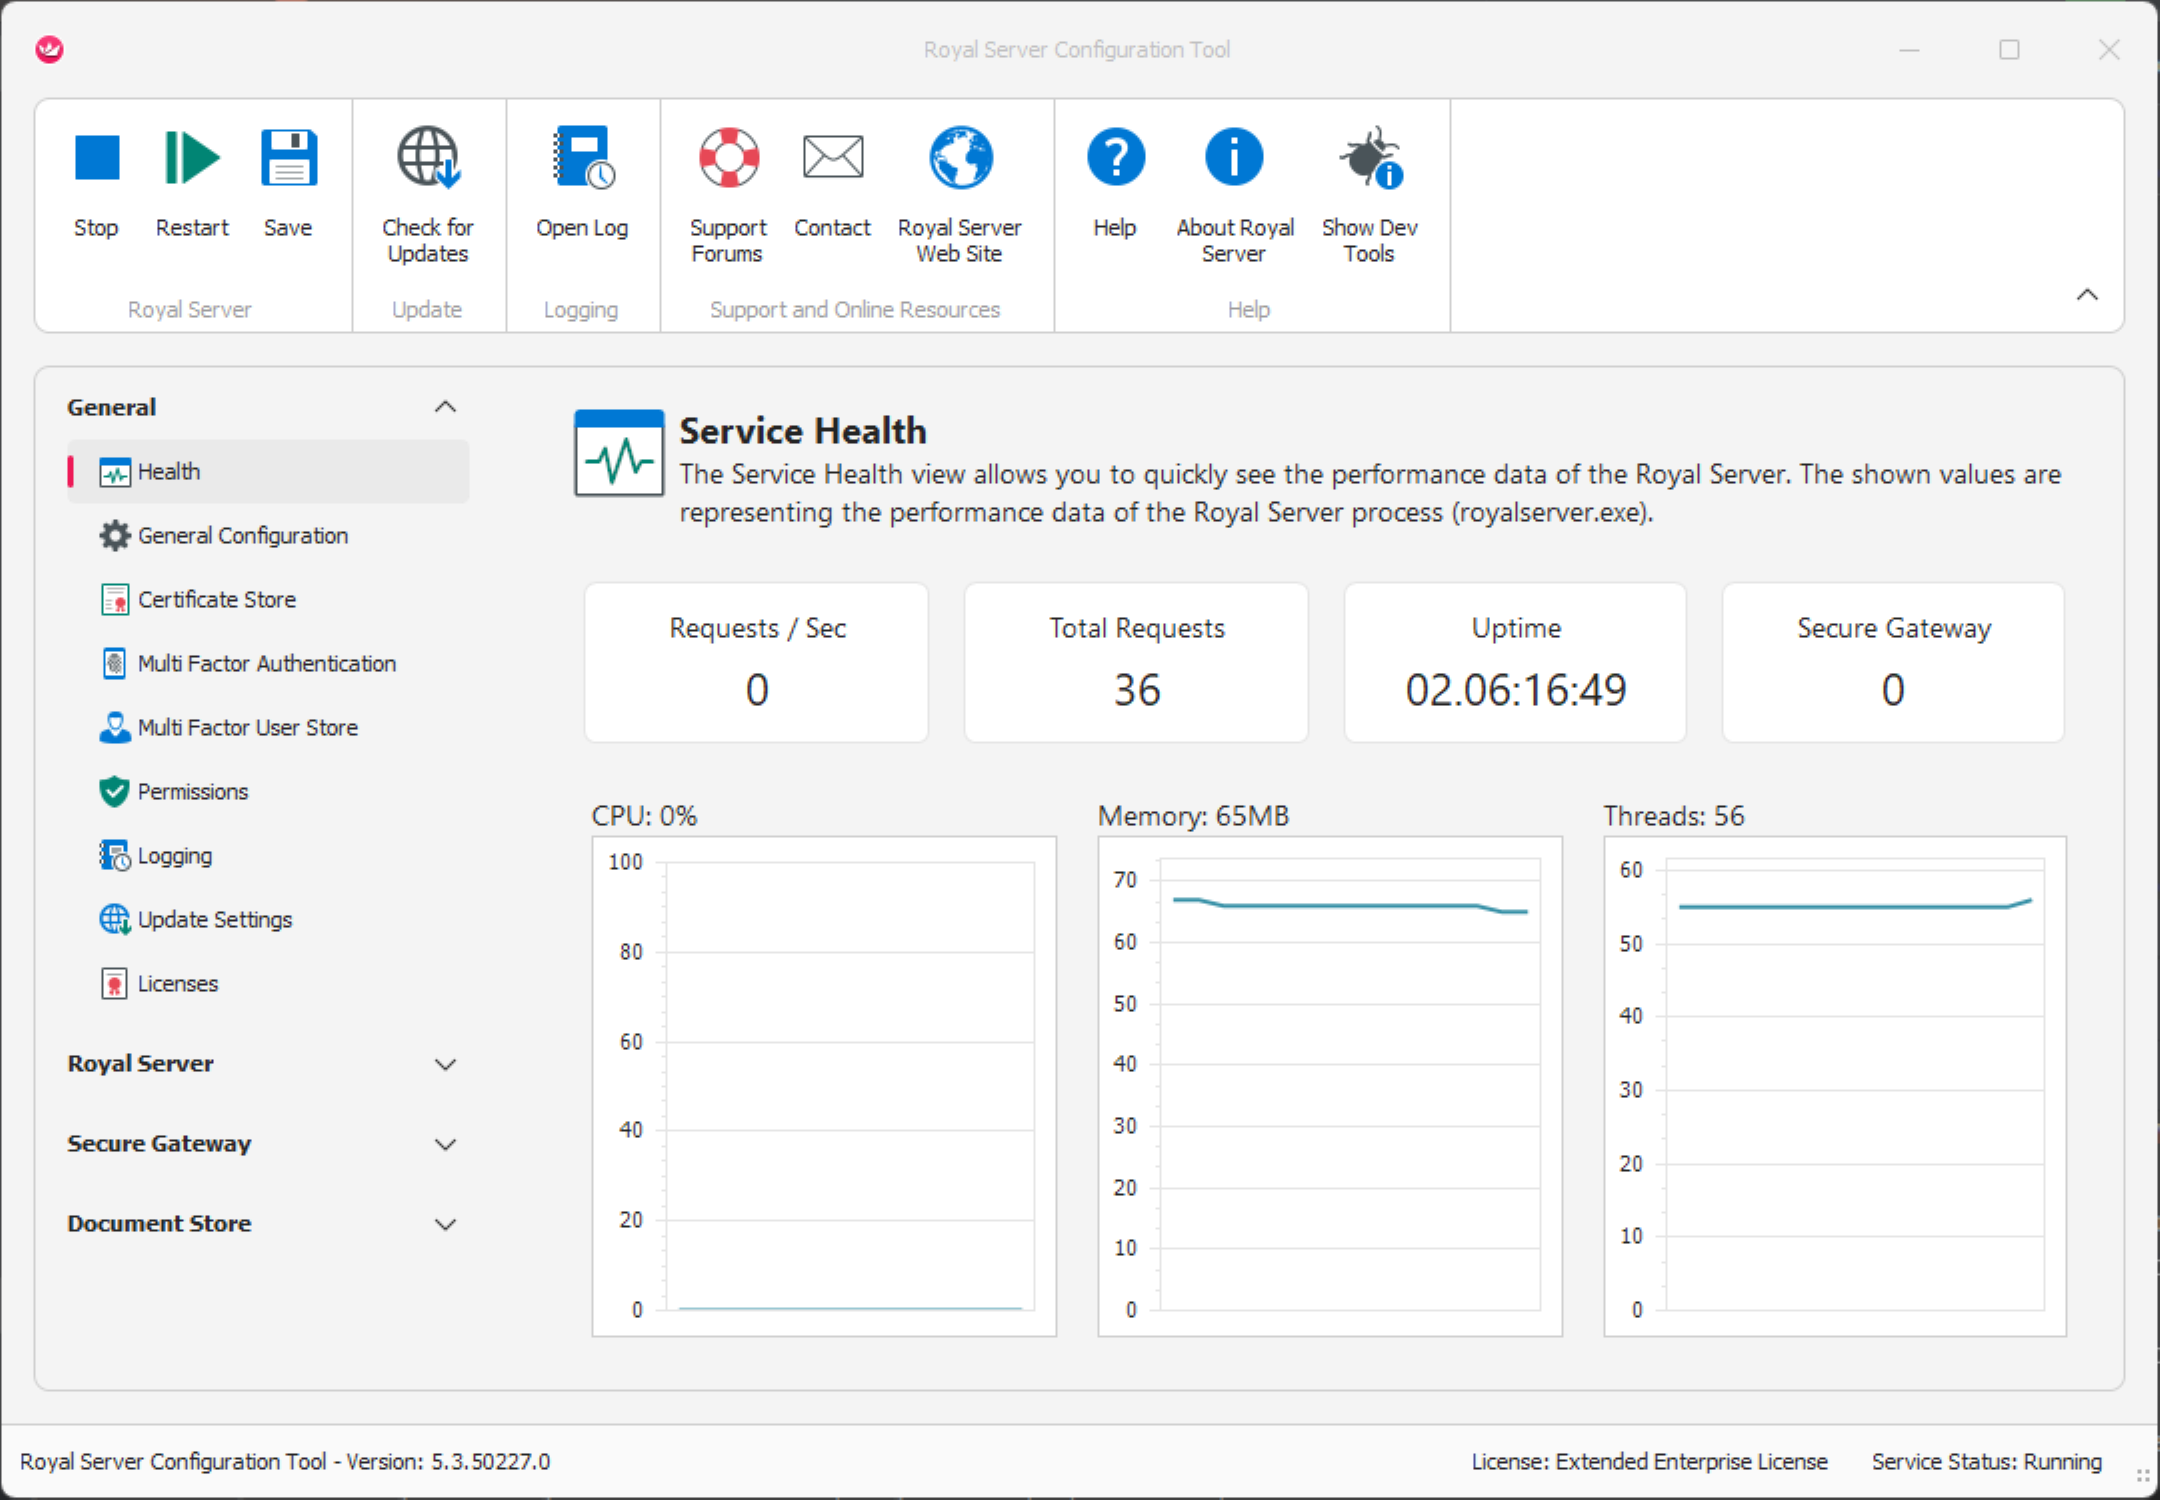 Royal Server Configuration Tool
Stop
Restart
Save
Royal Server
Check for
Updates
Update
Open Log
Logging
Support
Forums
Contact
Royal Server
Web Site
Support and Online Resources
Help
About Royal
Server
Show Dev
Tools
Help
General
Health
General Configuration
Certificate Store
Multi Factor Authentication
Multi Factor User Store
Permissions
Logging
Update Settings
Licenses
Royal Server
Secure Gateway
Document Store
Service Health
The Service Health view allows you to quickly see the performance data of the Royal Server. The shown values are
representing the performance data of the Royal Server process (royalserver.exe).
Requests / Sec
0
Total Requests
36
Uptime
02.06:16:49
Secure Gateway
0
CPU: 0%
100
80
60
40
20
0
Memory: 65MB
70
60
50
40
30
20
10
0
Threads: 56
60
50
40
30
20
10
0
Royal Server Configuration Tool - Version: 5.3.50227.0
License: Extended Enterprise License
Service Status: Running